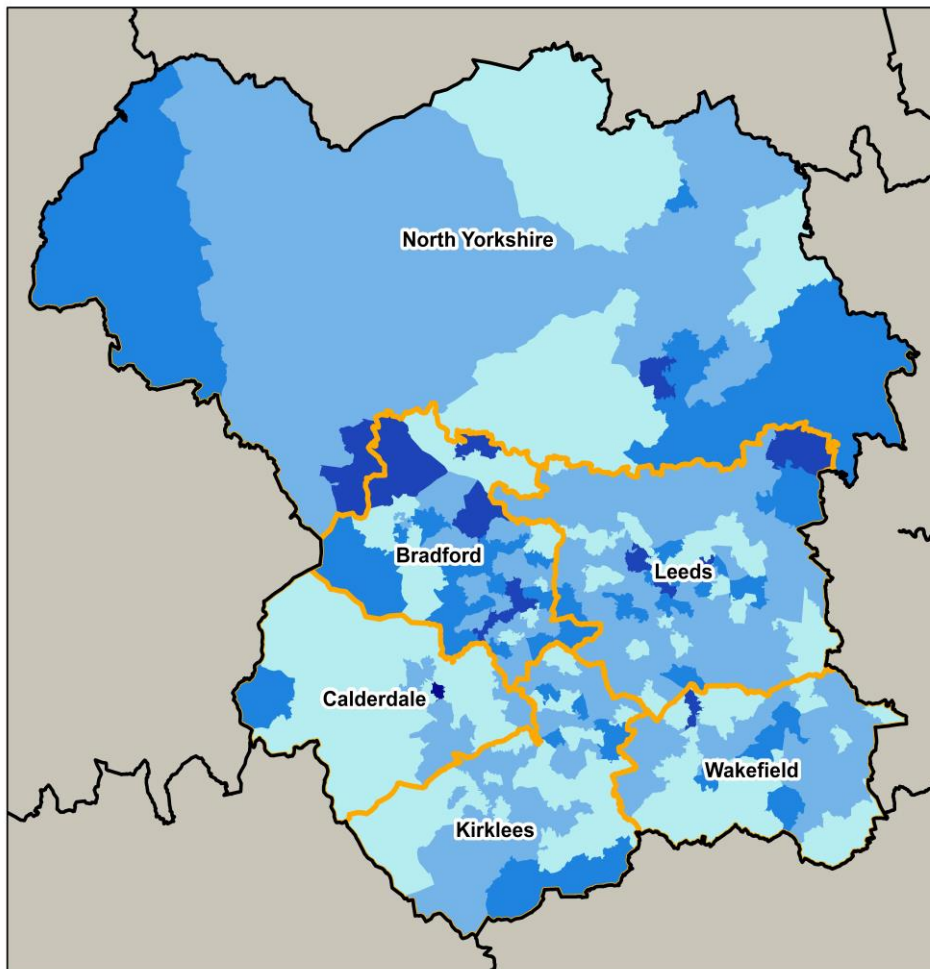 North Yorkshire
Bradford
Leeds
Calderdale
Wakefield
Kirklees